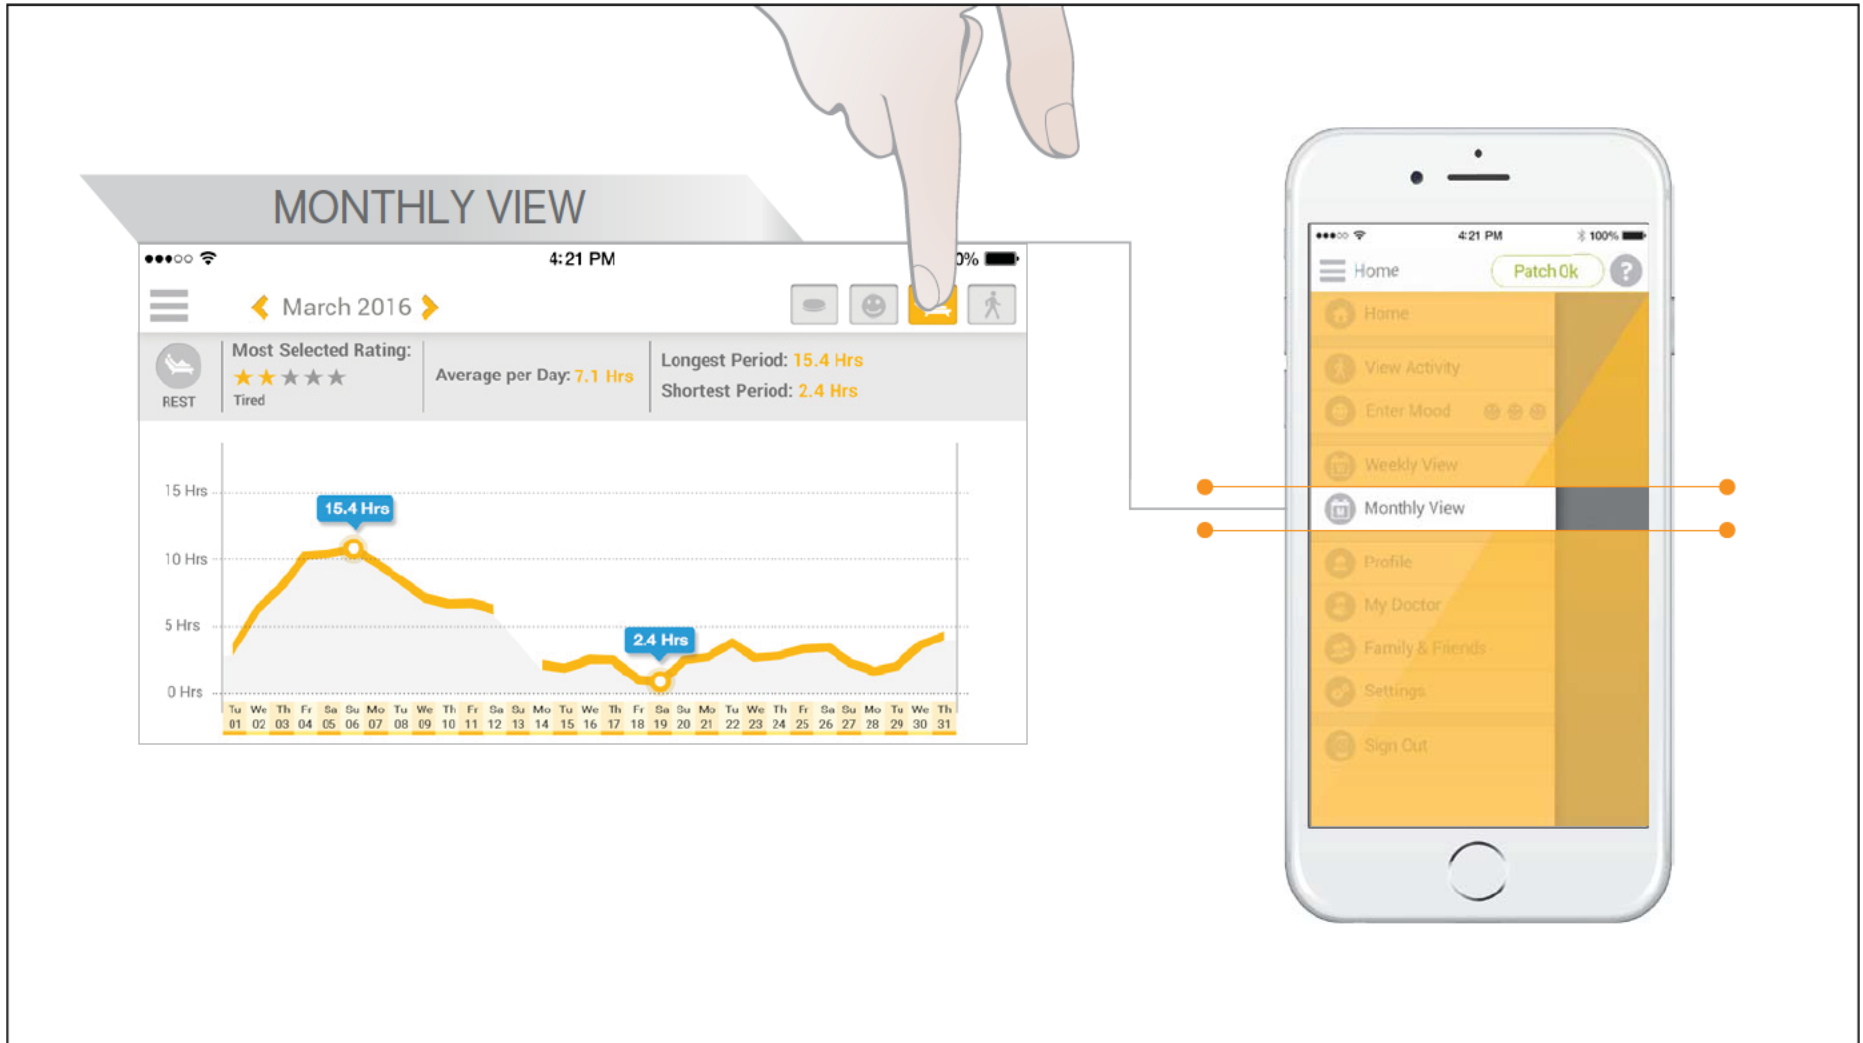 MONTHLY VIEW
4:21 PM
0%
March 2016
REST
Most Selected Rating:
Tired
Average per Day: 7.1 Hrs
Longest Period: 15.4 Hrs
Shortest Period: 2.4 Hrs
15 Hrs
10 Hrs
5 Hrs
0 Hrs
15.4 Hrs
2.4 Hrs
Tu We Th Fr Sa Su Mo Tu We Th Fr Sa Su Mo Tu We Th Fr Sa Su Mo Tu We Th Fr Sa Su Mo Tu We Th
01 02 03 04 05 06 07 08 09 10 11 12 13 14 15 16 17 18 19 20 21 22 23 24 25 26 27 28 29 30 31
4:21 PM 100%
Home Patch Ok ?
Home
View Activity
Enter Mood
Weekly View
Monthly View
Profile
My Doctor
Family & Friends
Settings
Sign Out